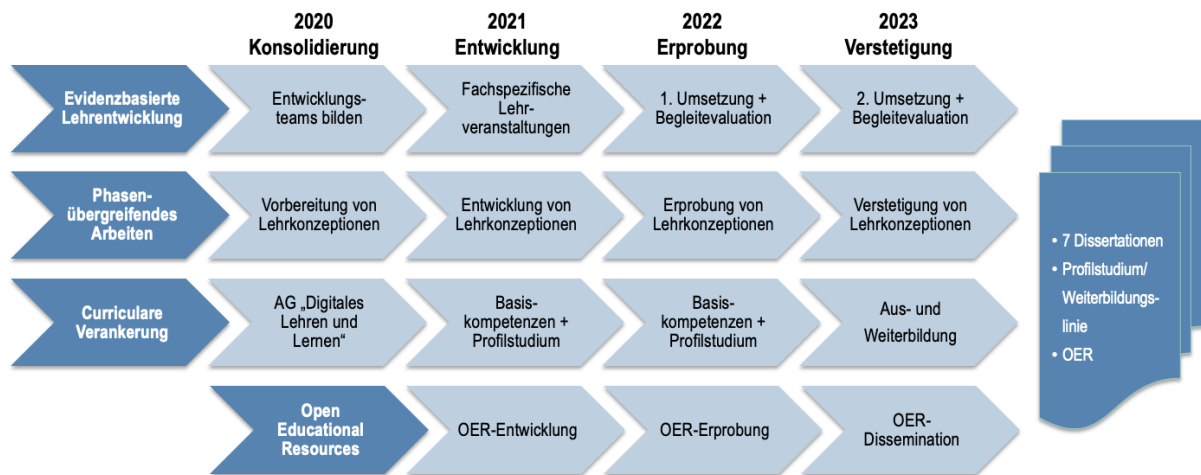 2020
Konsolidierung
2021
Entwicklung
2022
Erprobung
2023
Verstetigung
Evidenzbasierte
Lehrentwicklung
Entwicklungs-
teams bilden
Fachspezifische
Lehr-
veranstaltungen
1. Umsetzung +
Begleitevaluation
2. Umsetzung +
Begleitevaluation
Phasen-
übergreifendes
Arbeiten
Vorbereitung von
Lehrkonzeptionen
Entwicklung von
Lehrkonzeptionen
Erprobung von
Lehrkonzeptionen
Verstetigung von
Lehrkonzeptionen
Curriculare
Verankerung
AG „Digitales
Lehren und
Lernen“
Basis-
kompetenzen +
Profilstudium
Basis-
kompetenzen +
Profilstudium
Aus- und
Weiterbildung
Open
Educational
Resources
OER-Entwicklung
OER-Erprobung
OER-
Dissemination
• 7 Dissertationen
• Profilstudium/
Weiterbildungs-
linie
• OER